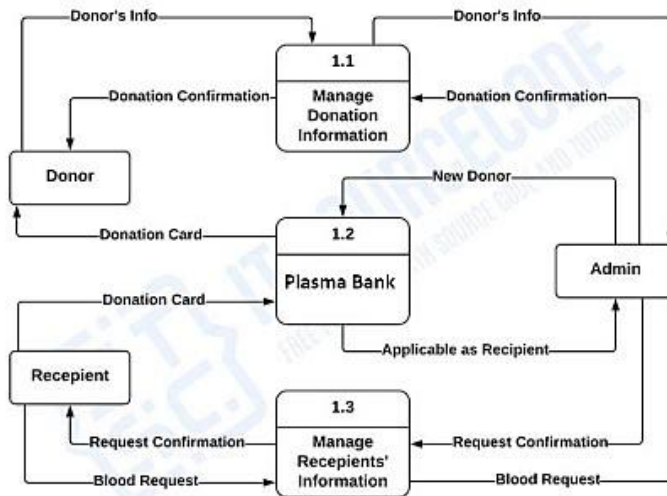 Donor's Info
Donor's Info
1.1
Manage
Donation
Information
Donation Confirmation
Donation Confirmation
Donor
New Donor
1.2
Plasma Bank
Donation Card
Admin
Donation Card
Applicable as Recipient
Recepient
1.3
Manage
Recepients'
Information
Request Confirmation
Request Confirmation
Blood Request
Blood Request